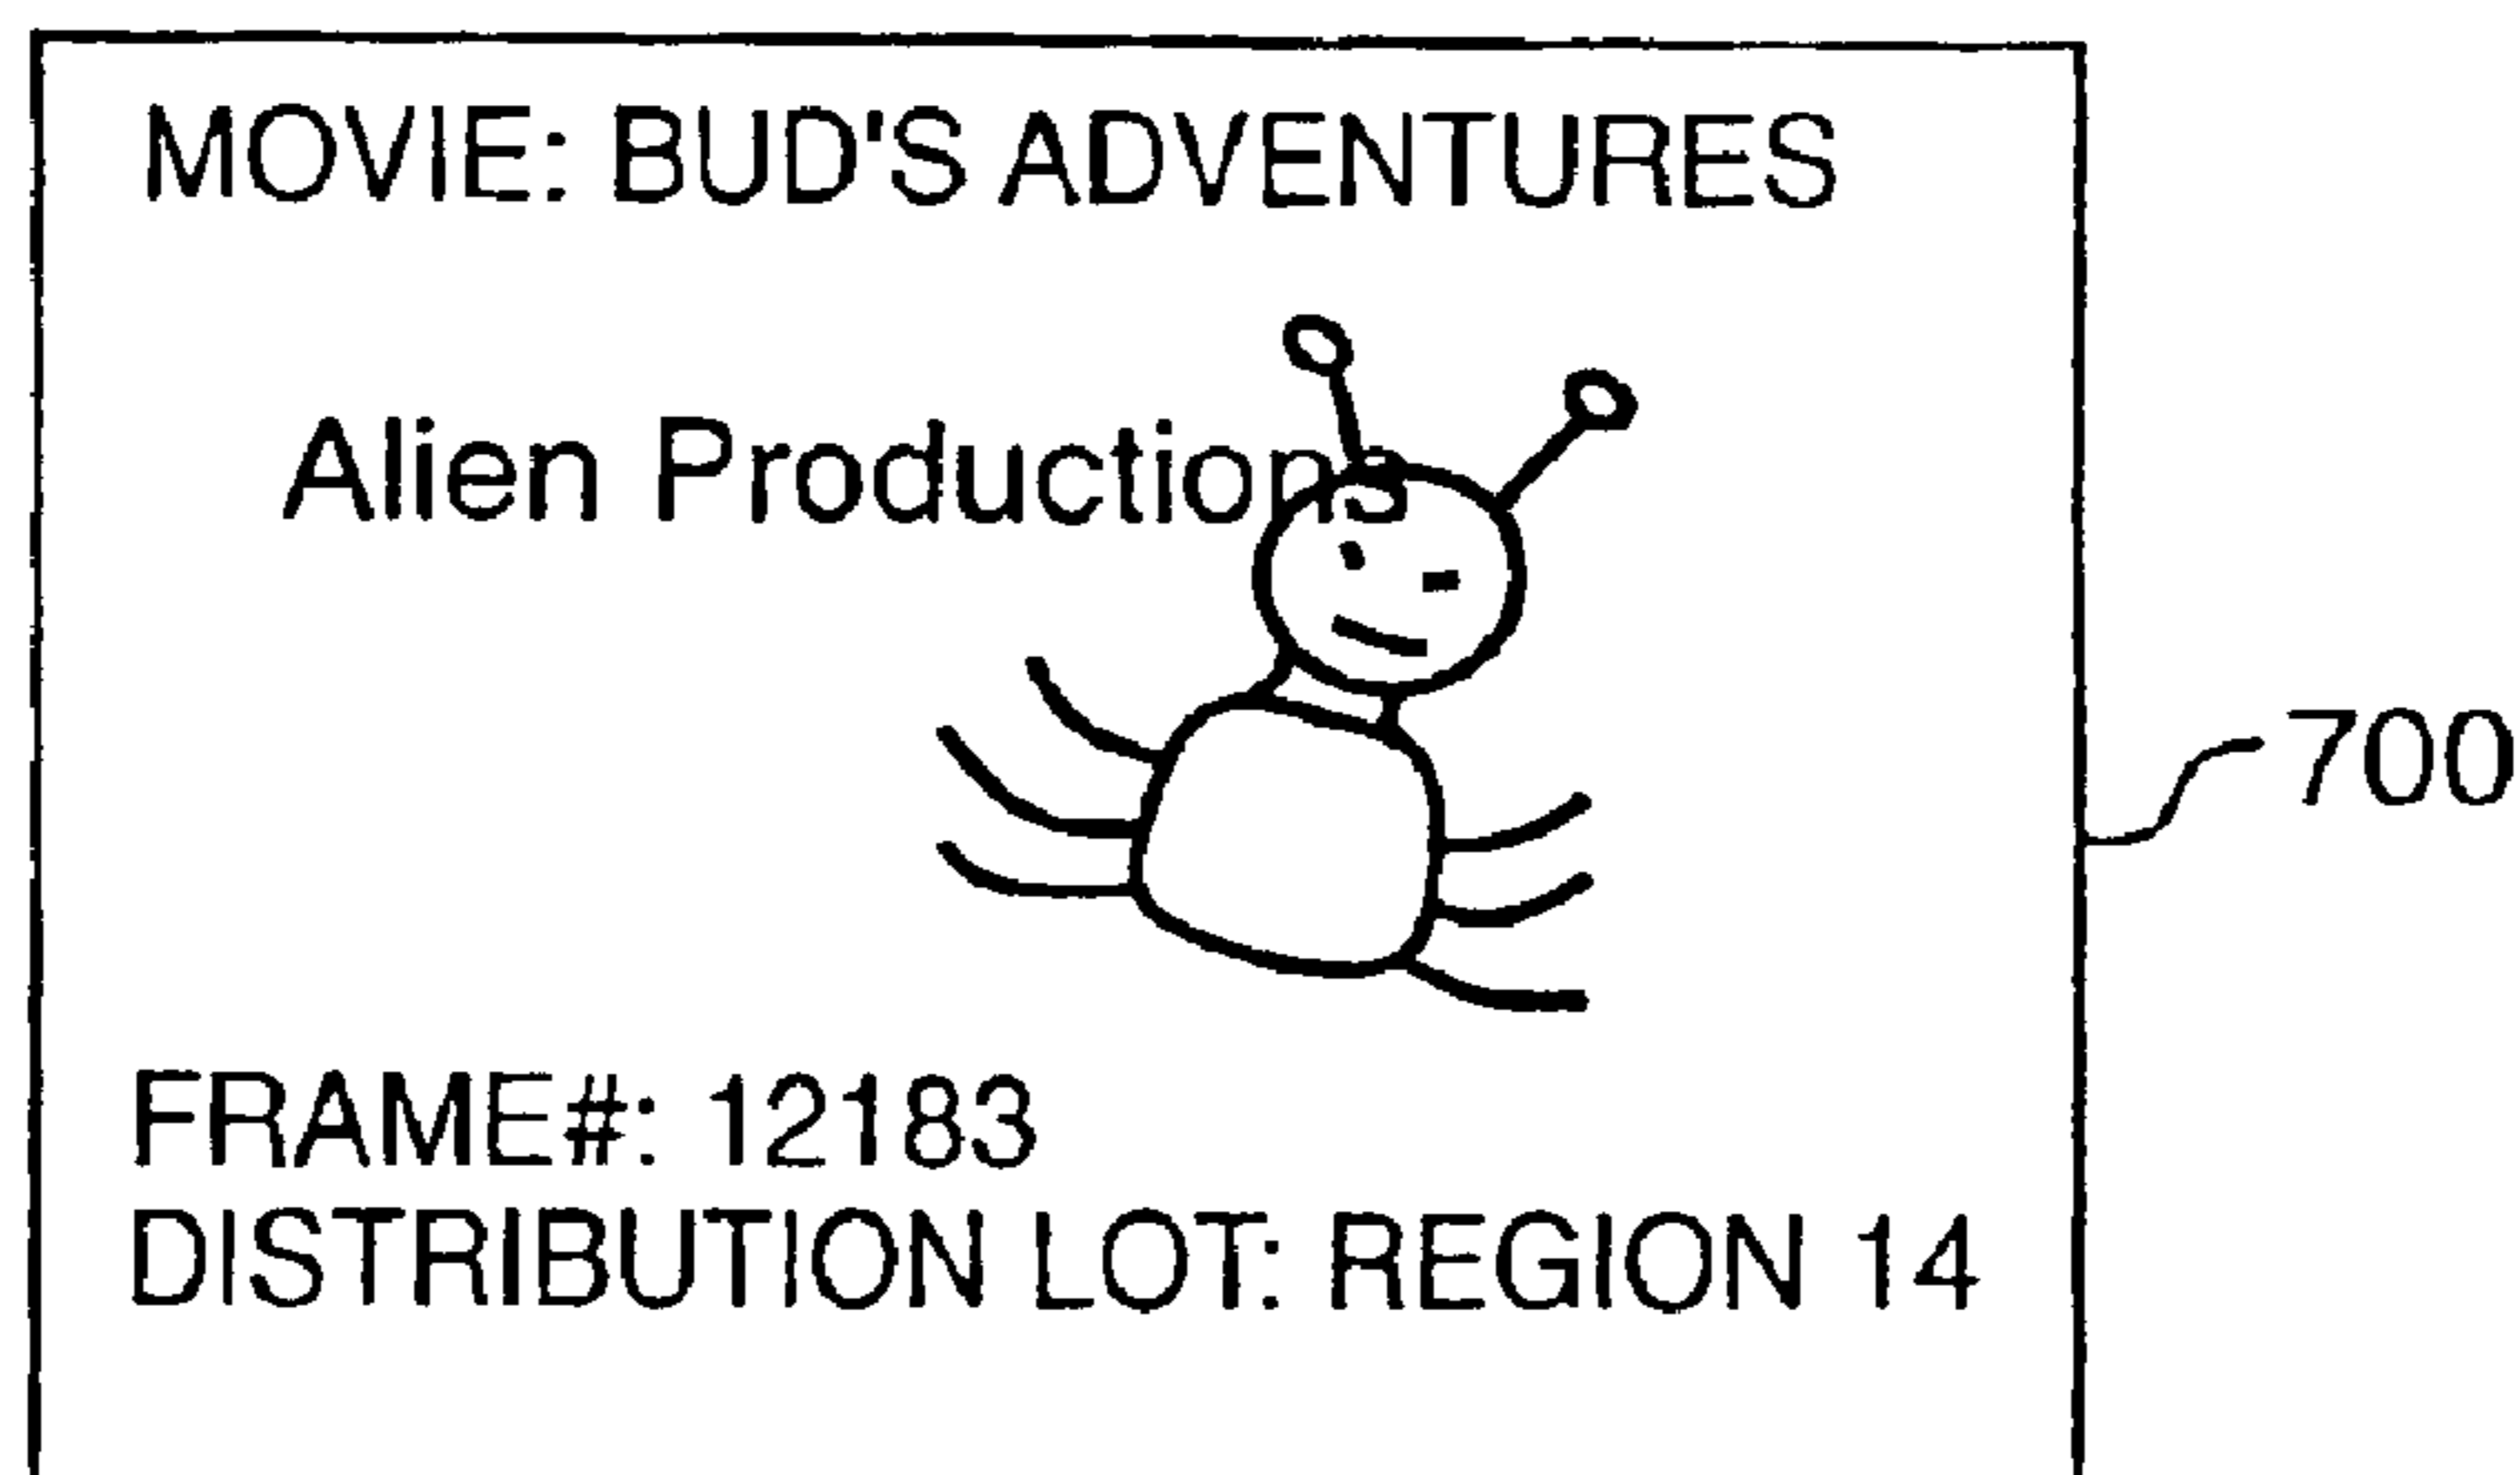 MOVIE: BUD'S ADVENTURES
Alien Productions
700
FRAME#: 12183
DISTRIBUTION LOT: REGION 14